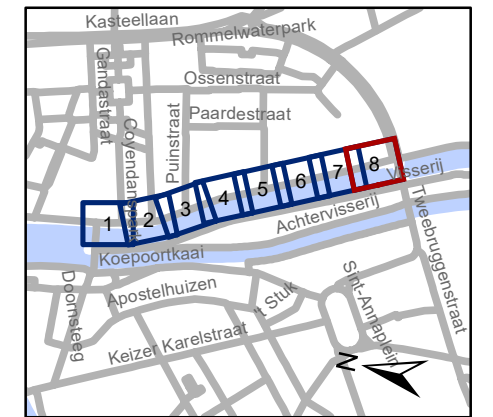 Kasteellaan
Rommelwaterpark
Gandastraat
Ossenstraat
Coyendanspark
Puinstraat
Paardestraat
1
2
3
4
5
6
7
8
Visserij
Achtervisserij
Koepoortkaai
Tweebruggenstraat
Doornsteeg
Apostelhuizen
't Stuk
Sint-Annaplein
Keizer Karelstraat
N